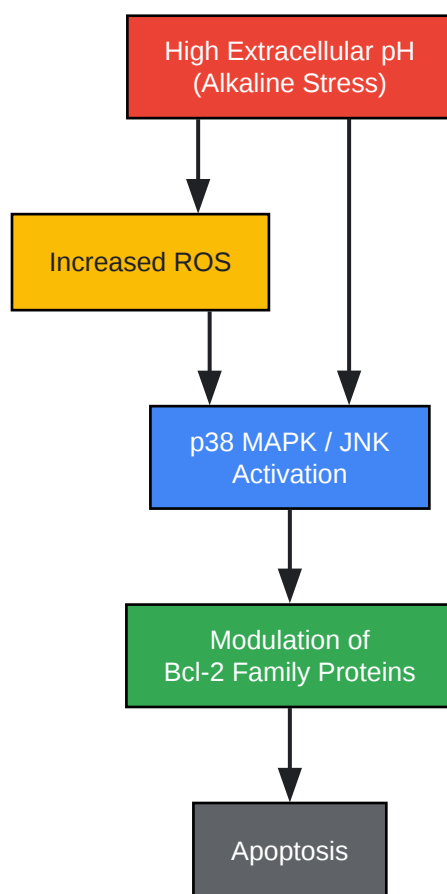 High Extracellular pH
(Alkaline Stress)
Increased ROS
p38 MAPK / JNK
Activation
Modulation of
Bcl-2 Family Proteins
Apoptosis